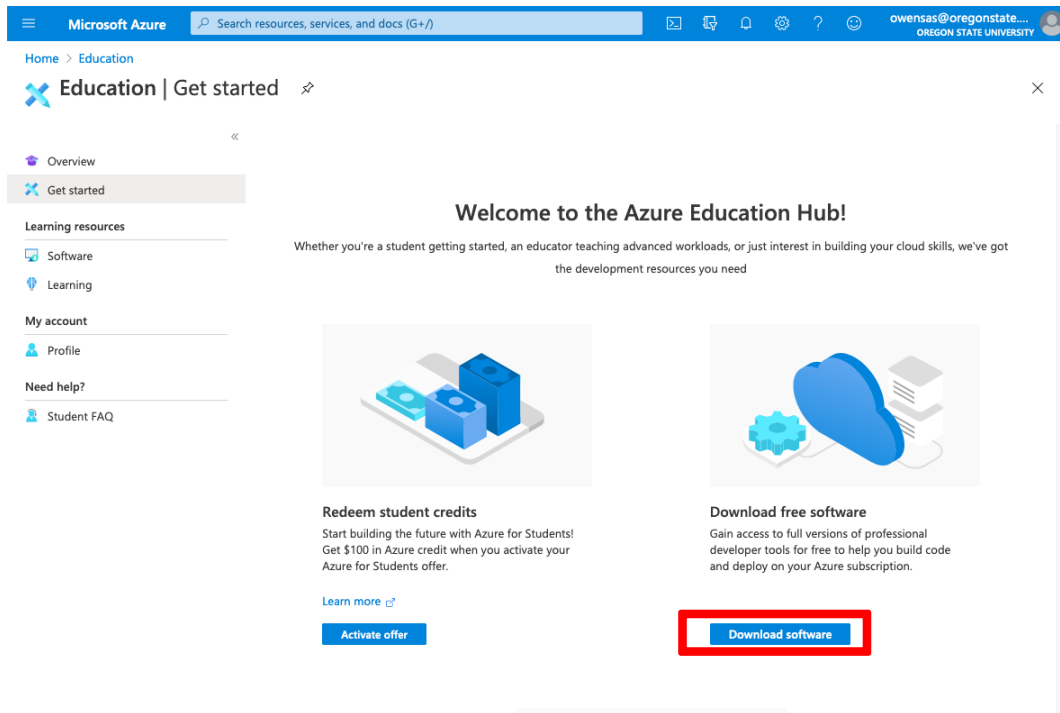 Microsoft Azure
Search resources, services, and docs (G+/)
owensas@oregonstate....
OREGON STATE UNIVERSITY
Home > Education
Education | Get started
«
Overview
Get started
Learning resources
Software
Learning
My account
Profile
Need help?
Student FAQ
Welcome to the Azure Education Hub!
Whether you're a student getting started, an educator teaching advanced workloads, or just interest in building your cloud skills, we've got
the development resources you need
Redeem student credits
Start building the future with Azure for Students!
Get $100 in Azure credit when you activate your
Azure for Students offer.
Learn more
Activate offer
Download free software
Gain access to full versions of professional
developer tools for free to help you build code
and deploy on your Azure subscription.
Download software